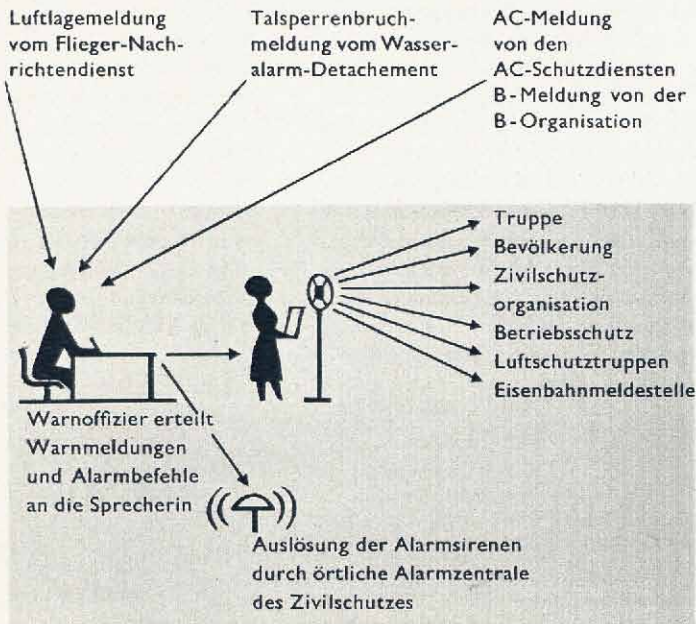 Luftlagemeldung
vom Flieger-Nach-
richtendienst
Talsperrenbruch-
meldung vom Wasser-
alarm-Detachement
AC-Meldung
von den
AC-Schutzdiensten
B-Meldung von der
B-Organisation
Truppe
Bevölkerung
Zivilschutz-
organisation
Betriebsschutz
Luftschutztruppen
Eisenbahnmeldestelle
Warnoffizier erteilt
Warnmeldungen
und Alarmbefehle
an die Sprecherin
Auslösung der Alarmsirenen
durch örtliche Alarmzentrale
des Zivilschutzes